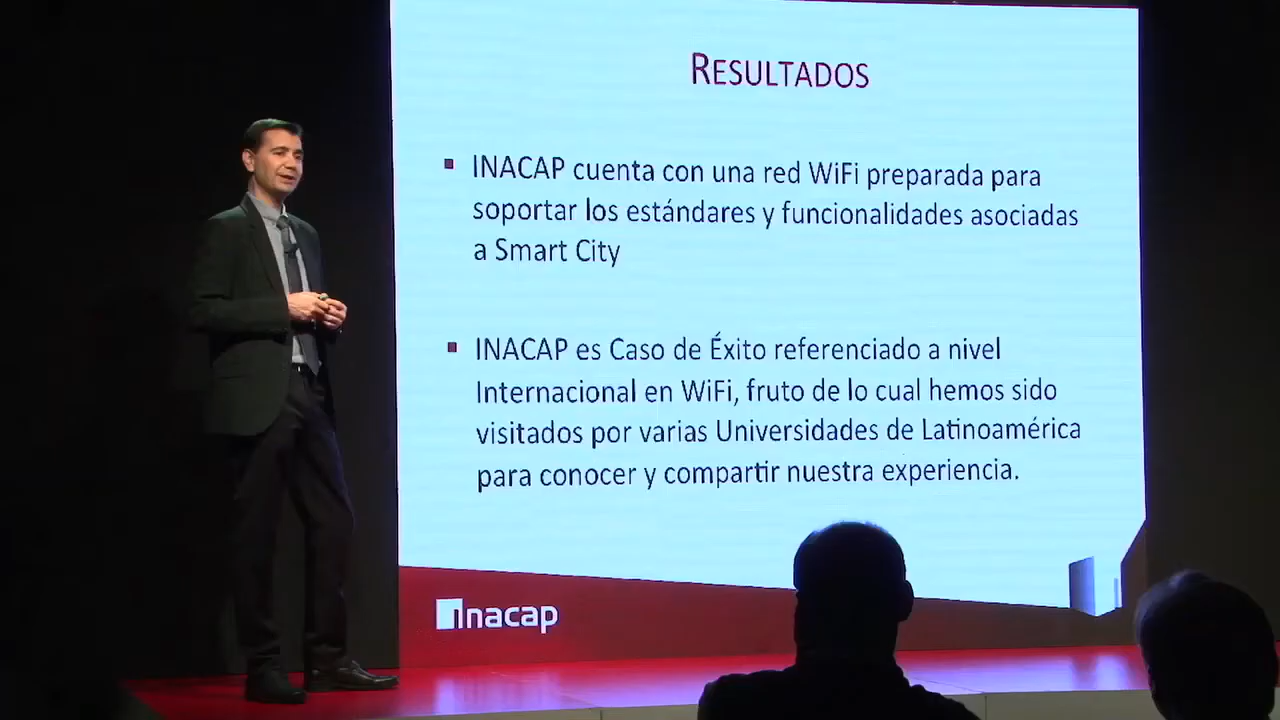 RESULTADOS
▪ INACAP cuenta con una red WiFi preparada para
soportar los estándares y funcionalidades asociadas
a Smart City
▪ INACAP es Caso de Éxito referenciado a nivel
Internacional en WiFi, fruto de lo cual hemos sido
visitados por varias Universidades de Latinoamérica
para conocer y compartir nuestra experiencia.
inacap